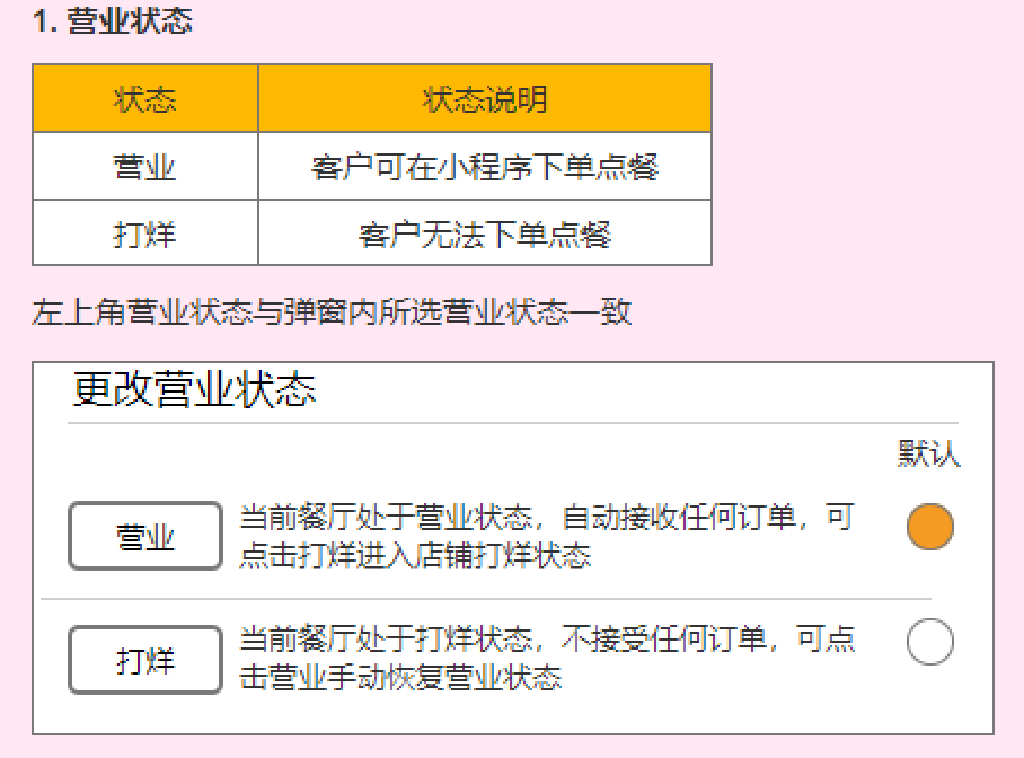 1. 营业状态
状态 状态说明
营业 客户可在小程序下单点餐
打烊 客户无法下单点餐
左上角营业状态与弹窗内所选营业状态一致
更改营业状态
默认
营业 当前餐厅处于营业状态，自动接收任何订单，可
点击打烊进入店铺打烊状态
打烊 当前餐厅处于打烊状态，不接受任何订单，可点
击营业手动恢复营业状态